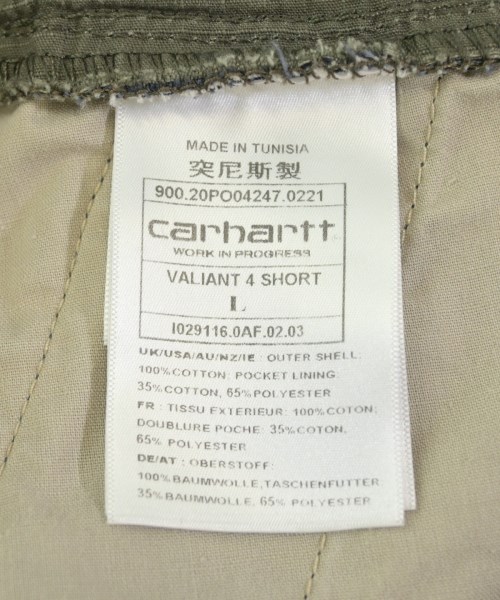 MADE IN TUNISIA
突尼斯製
900.20PO04247.0221
carhartt
WORK IN PROGRESS
VALIANT 4 SHORT
L
I029116.0AF.02.03
UK/USA/AU/NZ/IE : OUTER SHELL:
100%COTTON; POCKET LINING:
35%COTTON, 65%POLYESTER
FR : TISSU EXTERIEUR: 100%COTON;
DOUBLURE POCHE: 35%COTON,
65% POLYESTER
DE/AT : OBERSTOFF:
100%BAUMWOLLE,TASCHENFUTTER
35%BAUMWOLLE, 65% POLYESTER